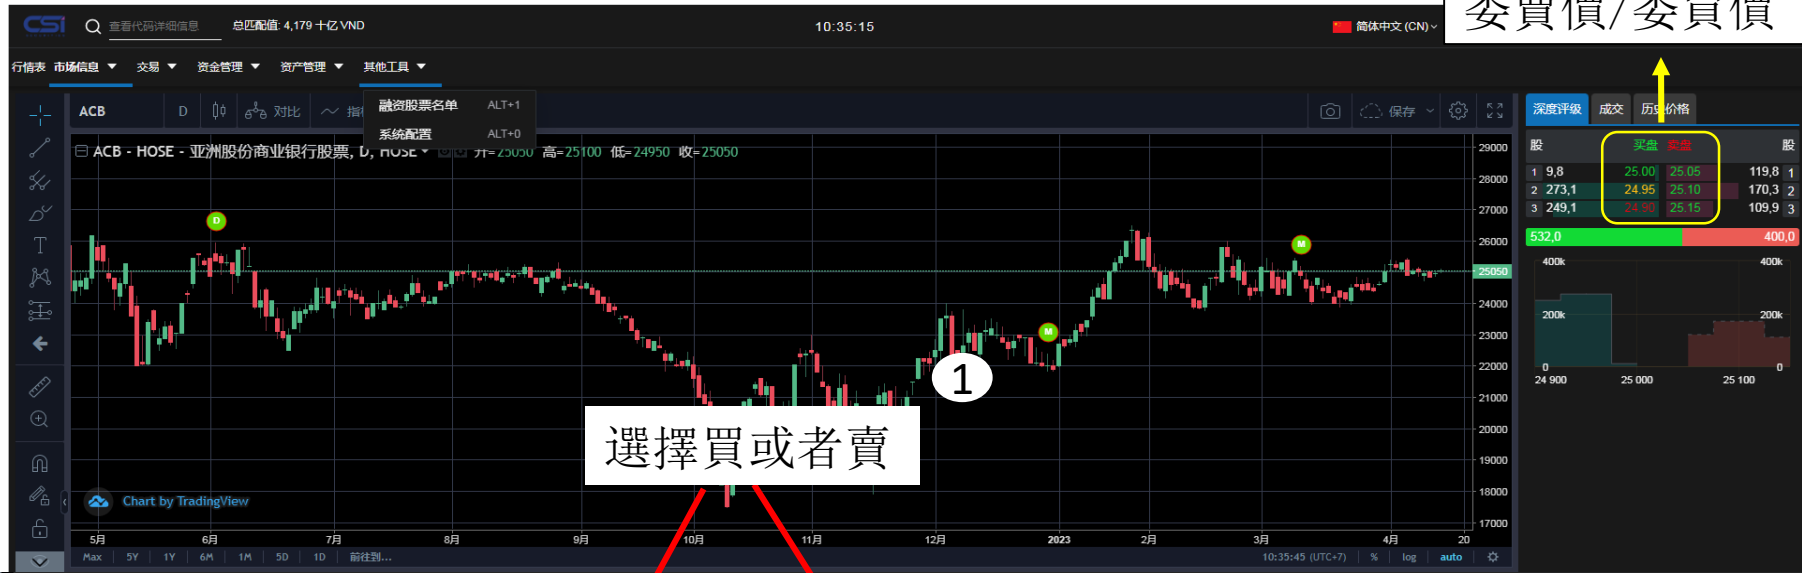 委買價/委賣價
CSI 查看代码详细信息 总匹配值: 4,179 十亿 VND 10:35:15 简体中文 (CN)
行情表 市场信息 交易 资金管理 资产管理 其他工具
融资股票名单 ALT+1
系统配置 ALT+0
ACB D 对比 保存
深度评级 成交 历史价格
ACB - HOSE - 亚洲股份商业银行股票, D, HOSE 开=25050 高=25100 低=24950 收=25050
股 买盘 卖盘 股
1 9,8 25.00 25.05 119,8 1
2 273,1 24.95 25.10 170,3 2
3 249,1 24.90 25.15 109,9 3
532,0 400,0
400k 400k
200k 200k
0 0
24 900 25 000 25 100
29000
28000
27000
26000
25050
24000
23000
22000
21000
20000
19000
18000
17000
D
M
M
1
選擇買或者賣
Chart by TradingView
5月 6月 7月 8月 9月 10月 11月 12月 2023 2月 3月 4月 20
Max 5Y 1Y 6M 1M 5D 1D 前往到... 10:35:45 (UTC+7) % log auto